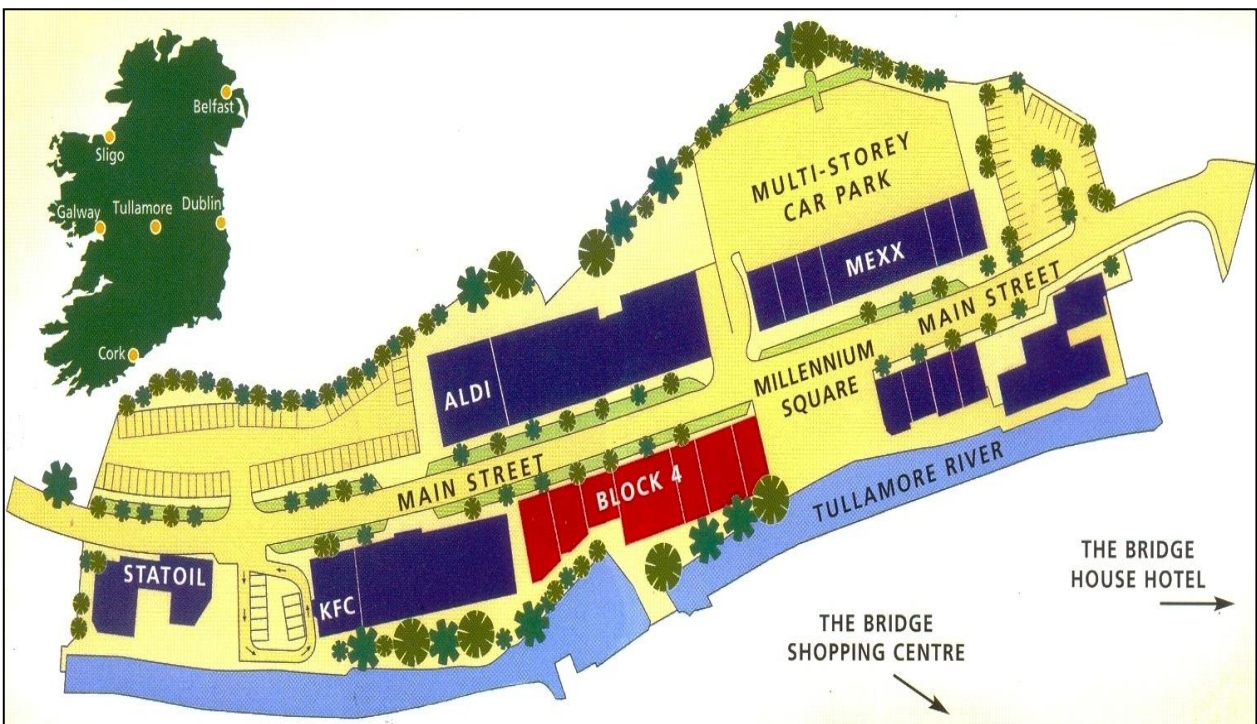 Belfast
Sligo
Galway
Tullamore
Dublin
Cork
MULTI-STOREY
CAR PARK
MEXX
MAIN STREET
ALDI
MILLENNIUM
SQUARE
MAIN STREET
BLOCK 4
TULLAMORE RIVER
STATOIL
KFC
THE BRIDGE
HOUSE HOTEL
THE BRIDGE
SHOPPING CENTRE